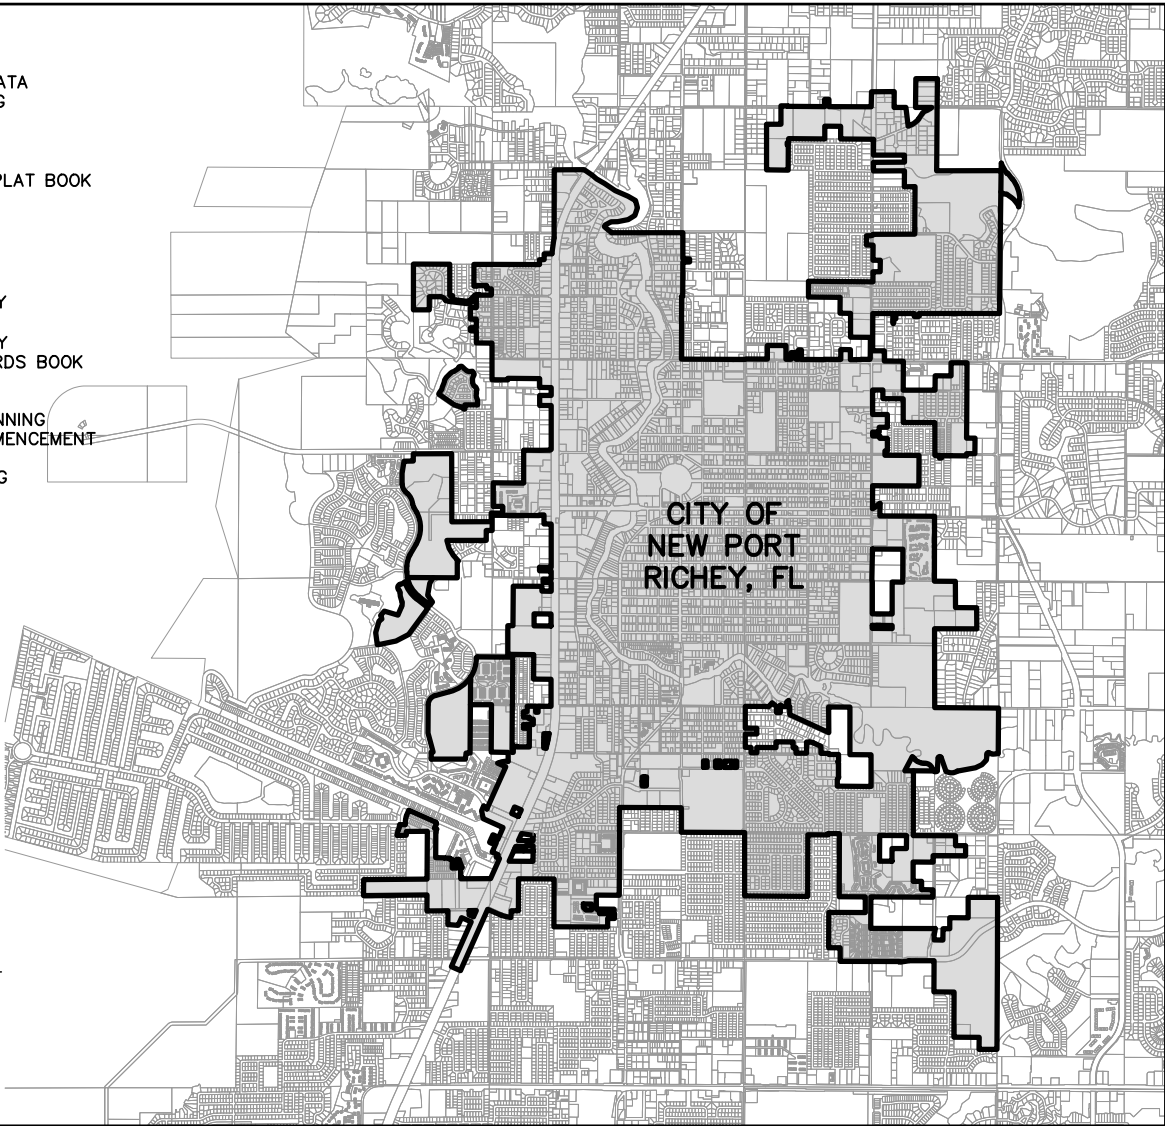 ATA
G
PLAT BOOK
Y
Y
RDS BOOK
NNING
MENCEMENT
G
CITY OF
NEW PORT
RICHEY, FL